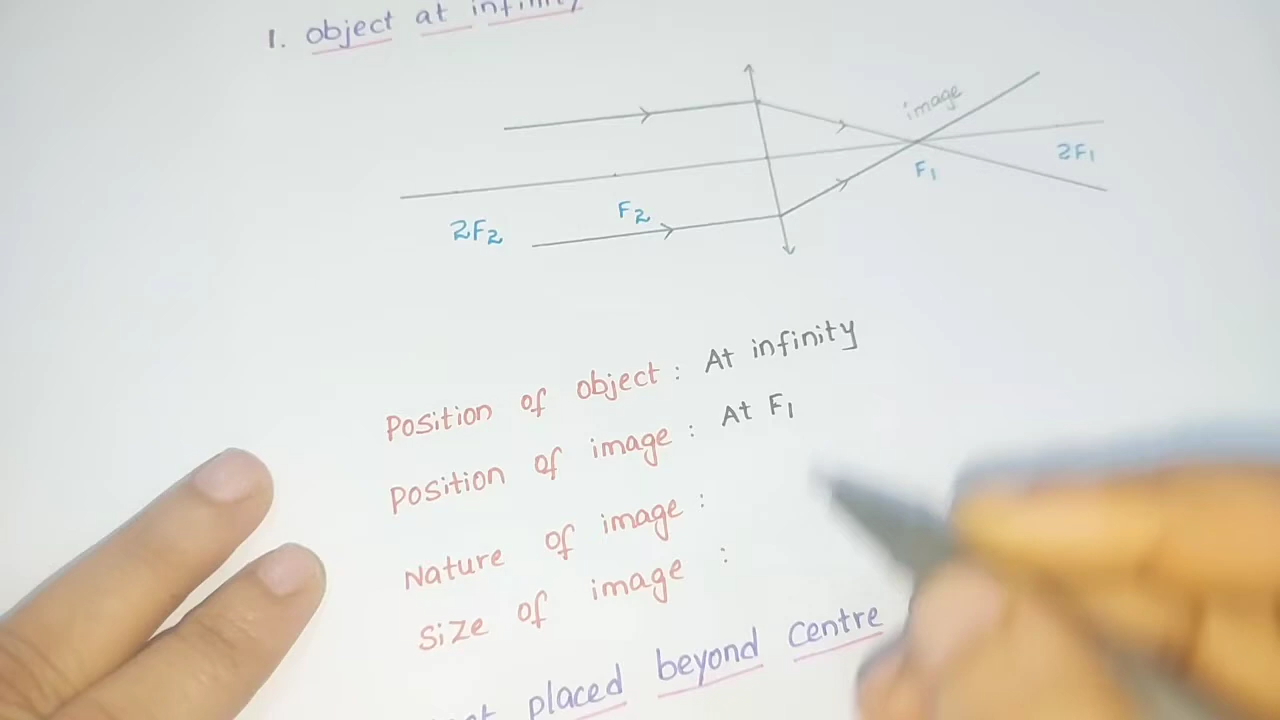 1. object at infinity
image
2F1
F1
F2
2F2
Position of object : At infinity
Position of image : At F1
Nature of image :
Size of image :
placed beyond centre